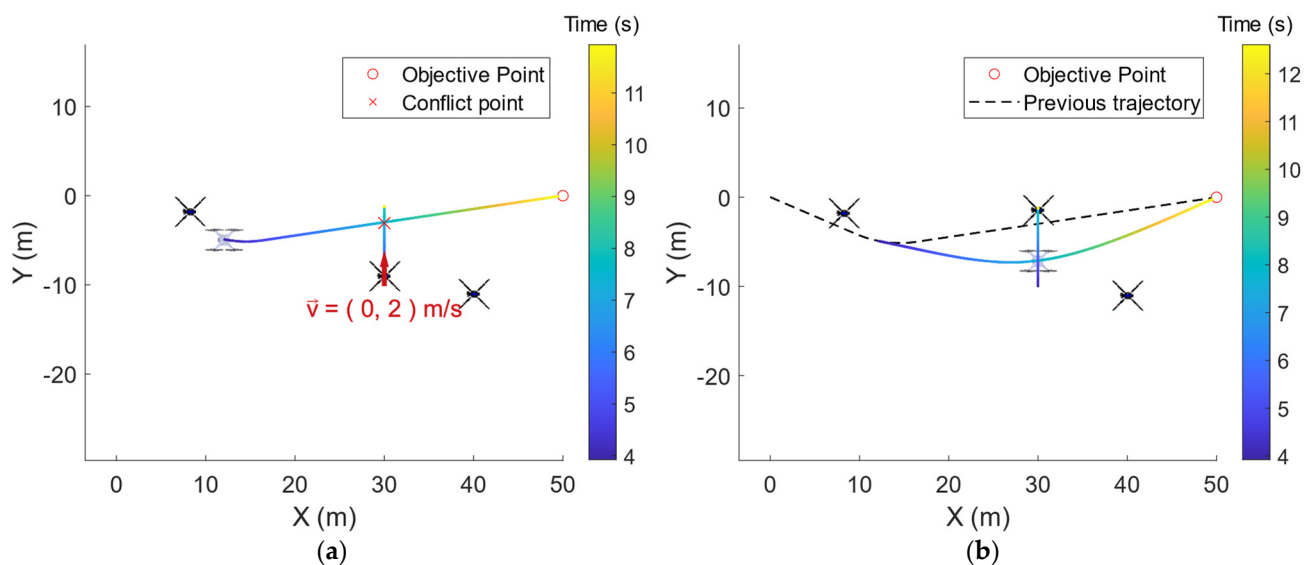 Time (s)
Objective Point
Conflict point
10
0
-10
-20
Y (m)
v⃗ = ( 0, 2 ) m/s
0
10
20
30
40
50
X (m)
11
10
9
8
7
6
5
4
(a)
Time (s)
Objective Point
Previous trajectory
10
0
-10
-20
Y (m)
0
10
20
30
40
50
X (m)
12
11
10
9
8
7
6
5
4
(b)